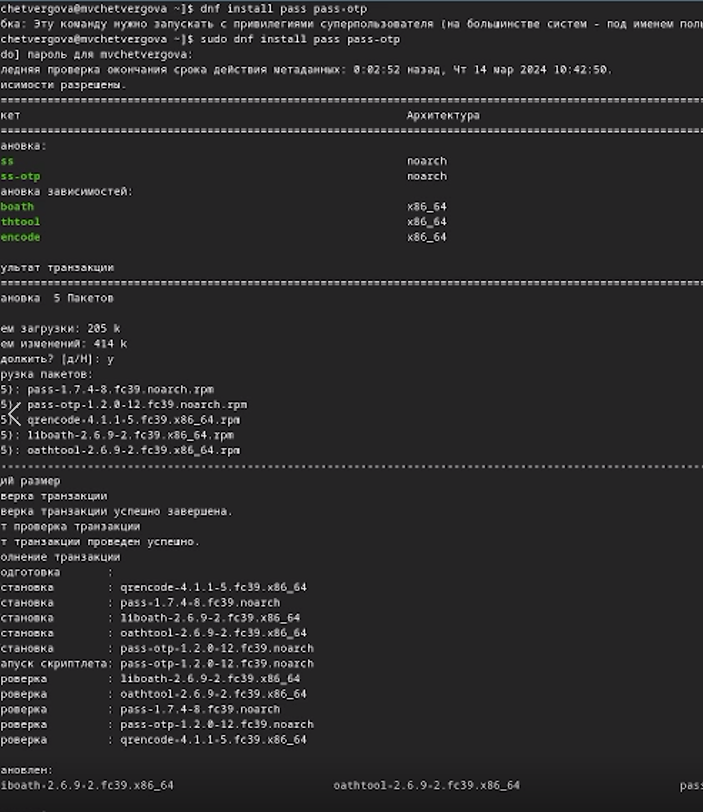 chetvergova@mvchetvergova ~]$ dnf install pass pass-otp
бка: Эту команду нужно запускать с привилегиями суперпользователя (на большинстве систем - под именем поль
chetvergova@mvchetvergova ~]$ sudo dnf install pass pass-otp
do] пароль для mvchetvergova:
ледняя проверка окончания срока действия метаданных: 0:02:52 назад, Чт 14 мар 2024 10:42:50.
исимости разрешены.
кет Архитектура
ановка:
ss noarch
ss-otp noarch
ановка зависимостей:
boath x86_64
thtool x86_64
encode x86_64
ультат транзакции
ановка 5 Пакетов
ем загрузки: 205 k
ем изменений: 414 k
должить? [д/Н]: y
рузка пакетов:
5): pass-1.7.4-8.fc39.noarch.rpm
5): pass-otp-1.2.0-12.fc39.noarch.rpm
5): qrencode-4.1.1-5.fc39.x86_64.rpm
5): liboath-2.6.9-2.fc39.x86_64.rpm
5): oathtool-2.6.9-2.fc39.x86_64.rpm
ий размер
верка транзакции
верка транзакции успешно завершена.
т проверка транзакции
т транзакции проведен успешно.
олнение транзакции
одготовка :
становка : qrencode-4.1.1-5.fc39.x86_64
становка : pass-1.7.4-8.fc39.noarch
становка : liboath-2.6.9-2.fc39.x86_64
становка : oathtool-2.6.9-2.fc39.x86_64
становка : pass-otp-1.2.0-12.fc39.noarch
апуск скриптлета: pass-otp-1.2.0-12.fc39.noarch
роверка : liboath-2.6.9-2.fc39.x86_64
роверка : oathtool-2.6.9-2.fc39.x86_64
роверка : pass-1.7.4-8.fc39.noarch
роверка : pass-otp-1.2.0-12.fc39.noarch
роверка : qrencode-4.1.1-5.fc39.x86_64
ановлен:
iboath-2.6.9-2.fc39.x86_64 oathtool-2.6.9-2.fc39.x86_64 pass